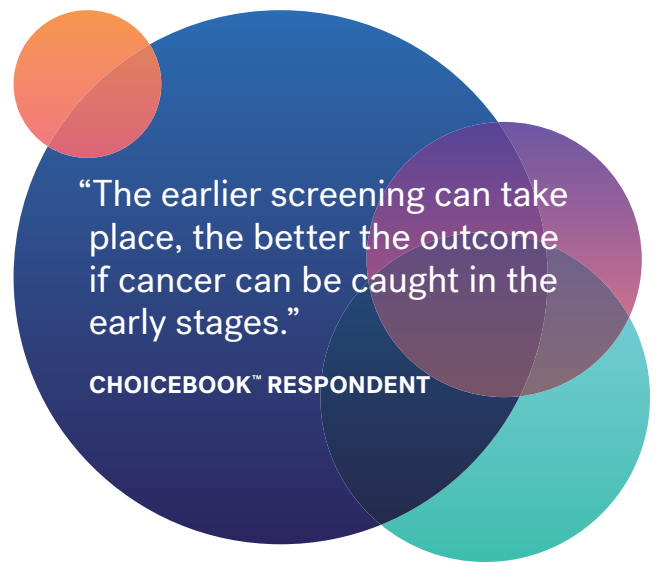 “The earlier screening can take
place, the better the outcome
if cancer can be caught in the
early stages.”
CHOICEBOOK™ RESPONDENT